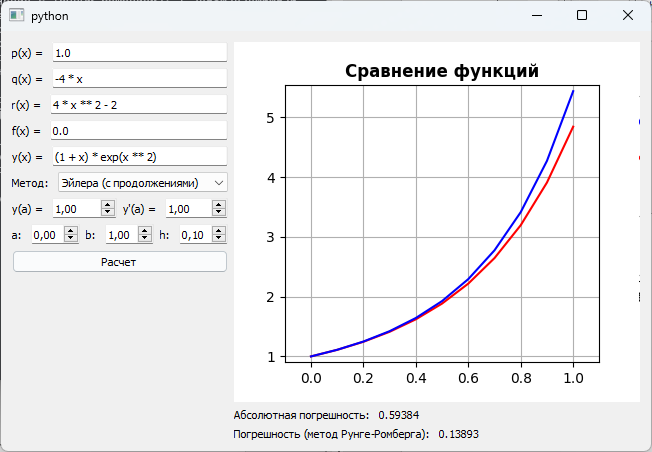 python
p(x) = 1.0
q(x) = -4 * x
r(x) = 4 * x ** 2 - 2
f(x) = 0.0
y(x) = (1 + x) * exp(x ** 2)
Метод: Эйлера (с продолжениями)
y(a) = 1,00 y'(a) = 1,00
a: 0,00 b: 1,00 h: 0,10
Расчет
Сравнение функций
5
4
3
2
1
0.0 0.2 0.4 0.6 0.8 1.0
Абсолютная погрешность: 0.59384
Погрешность (метод Рунге-Ромберга): 0.13893